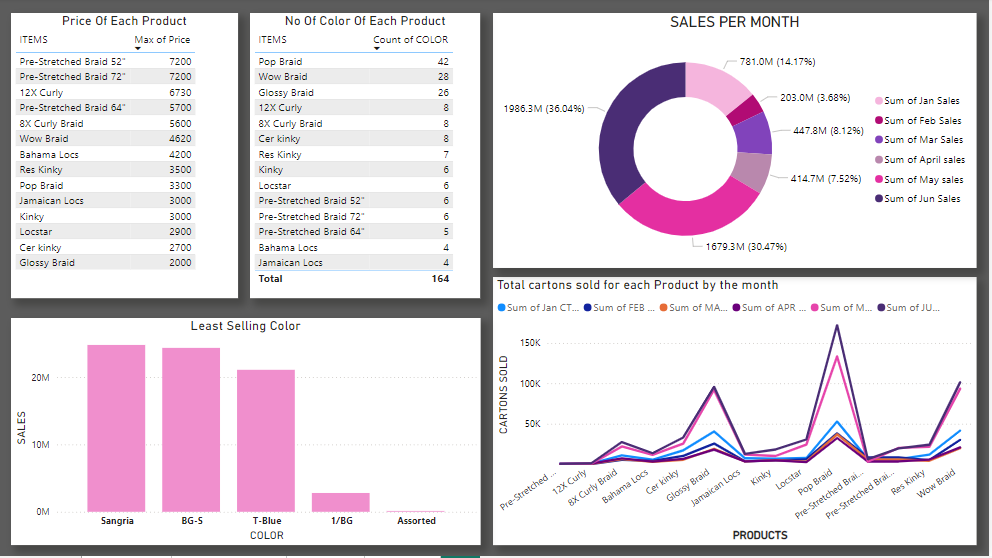 Price Of Each Product
ITEMS Max of Price
Pre-Stretched Braid 52" 7200
Pre-Stretched Braid 72" 7200
12X Curly 6730
Pre-Stretched Braid 64" 5700
8X Curly Braid 5600
Wow Braid 4620
Bahama Locs 4200
Res Kinky 3500
Pop Braid 3300
Jamaican Locs 3000
Kinky 3000
Locstar 2900
Cer kinky 2700
Glossy Braid 2000
No Of Color Of Each Product
ITEMS Count of COLOR
Pop Braid 42
Wow Braid 28
Glossy Braid 26
12X Curly 8
8X Curly Braid 8
Cer kinky 8
Res Kinky 7
Kinky 6
Locstar 6
Pre-Stretched Braid 52" 6
Pre-Stretched Braid 72" 6
Pre-Stretched Braid 64" 5
Bahama Locs 4
Jamaican Locs 4
Total 164
SALES PER MONTH
781.0M (14.17%)
203.0M (3.68%)
447.8M (8.12%)
414.7M (7.52%)
1679.3M (30.47%)
1986.3M (36.04%)
Sum of Jan Sales
Sum of Feb Sales
Sum of Mar Sales
Sum of April sales
Sum of May sales
Sum of Jun Sales
Least Selling Color
SALES
20M
10M
0M
Sangria BG-S T-Blue 1/BG Assorted
COLOR
Total cartons sold for each Product by the month
Sum of Jan CT... Sum of FEB ... Sum of MA... Sum of APR ... Sum of M... Sum of JU...
CARTONS SOLD
150K
100K
50K
Pre-Stretched ...
12X Curly
8X Curly Braid
Bahama Locs
Cer kinky
Glossy Braid
Jamaican Locs
Kinky
Locstar
Pop Braid
Pre-Stretched Brai...
Pre-Stretched Brai...
Res Kinky
Wow Braid
PRODUCTS